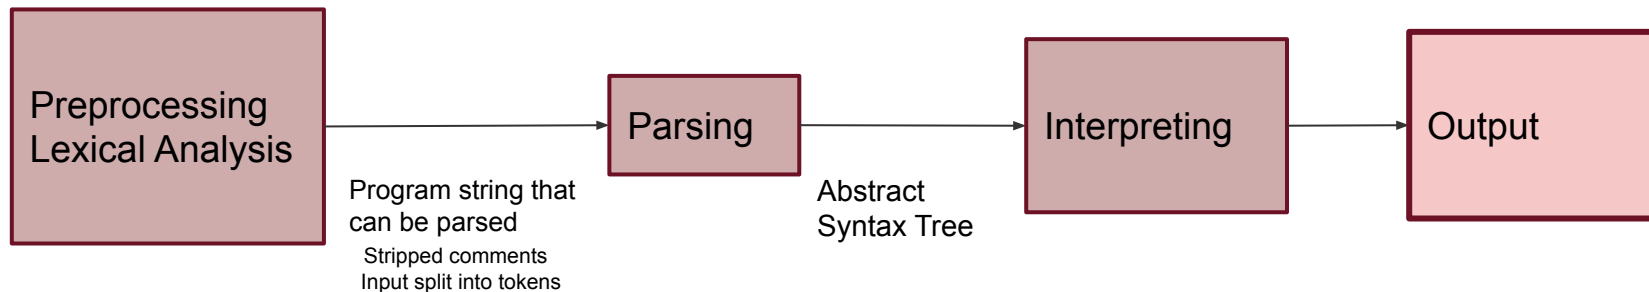 Preprocessing
Lexical Analysis
Program string that
can be parsed
Stripped comments
Input split into tokens
Parsing
Abstract
Syntax Tree
Interpreting
Output